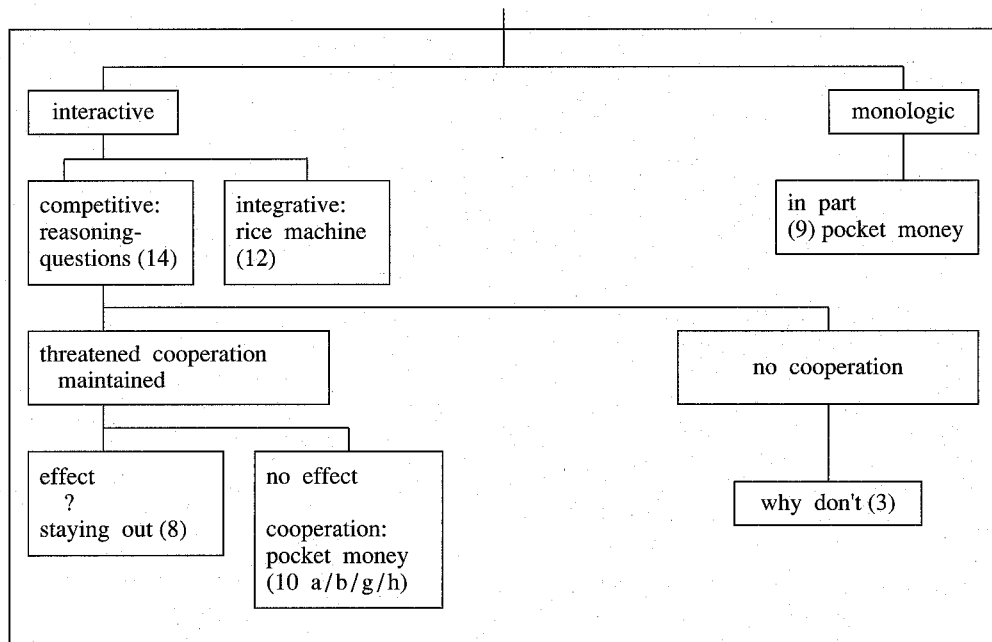 interactive
monologic
competitive:
reasoning-
questions (14)
integrative:
rice machine
(12)
in part
(9) pocket money
threatened cooperation
maintained
no cooperation
effect
?
staying out (8)
no effect
cooperation:
pocket money
(10 a/b/g/h)
why don't (3)